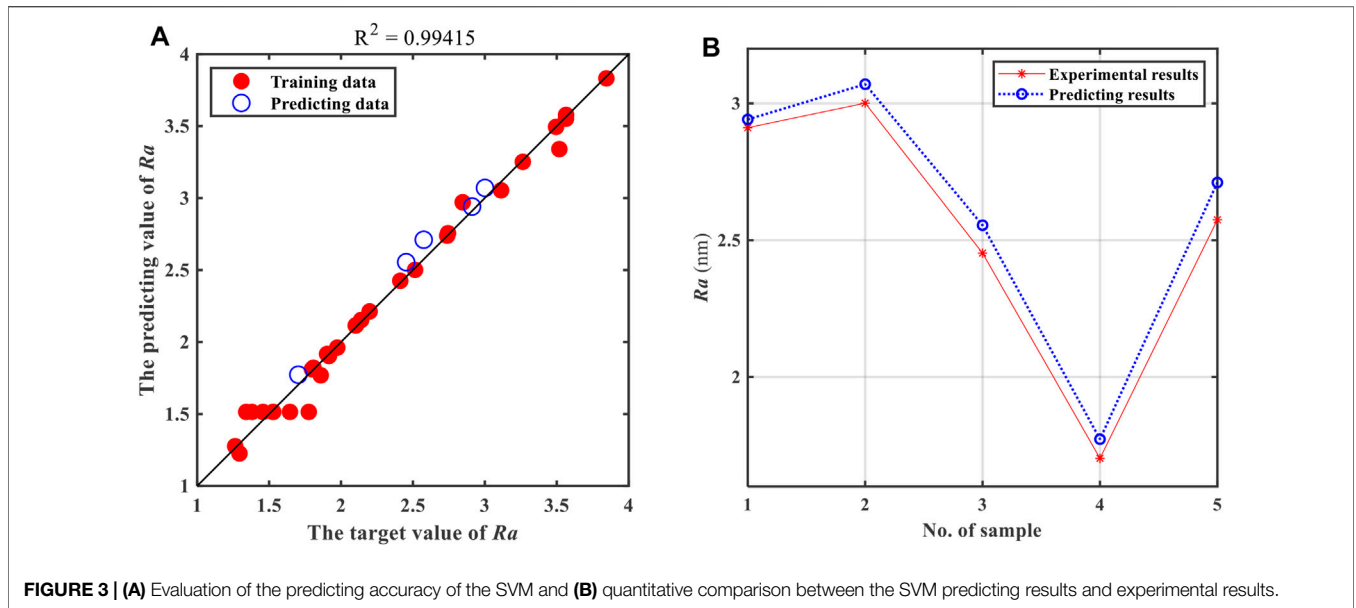 A
R² = 0.99415
Training data
Predicting data
4
3.5
3
2.5
2
1.5
1
The predicting value of Ra
1 1.5 2 2.5 3 3.5 4
The target value of Ra
B
Experimental results
Predicting results
3
2.5
2
Ra (nm)
1 2 3 4 5
No. of sample
FIGURE 3 | (A) Evaluation of the predicting accuracy of the SVM and (B) quantitative comparison between the SVM predicting results and experimental results.